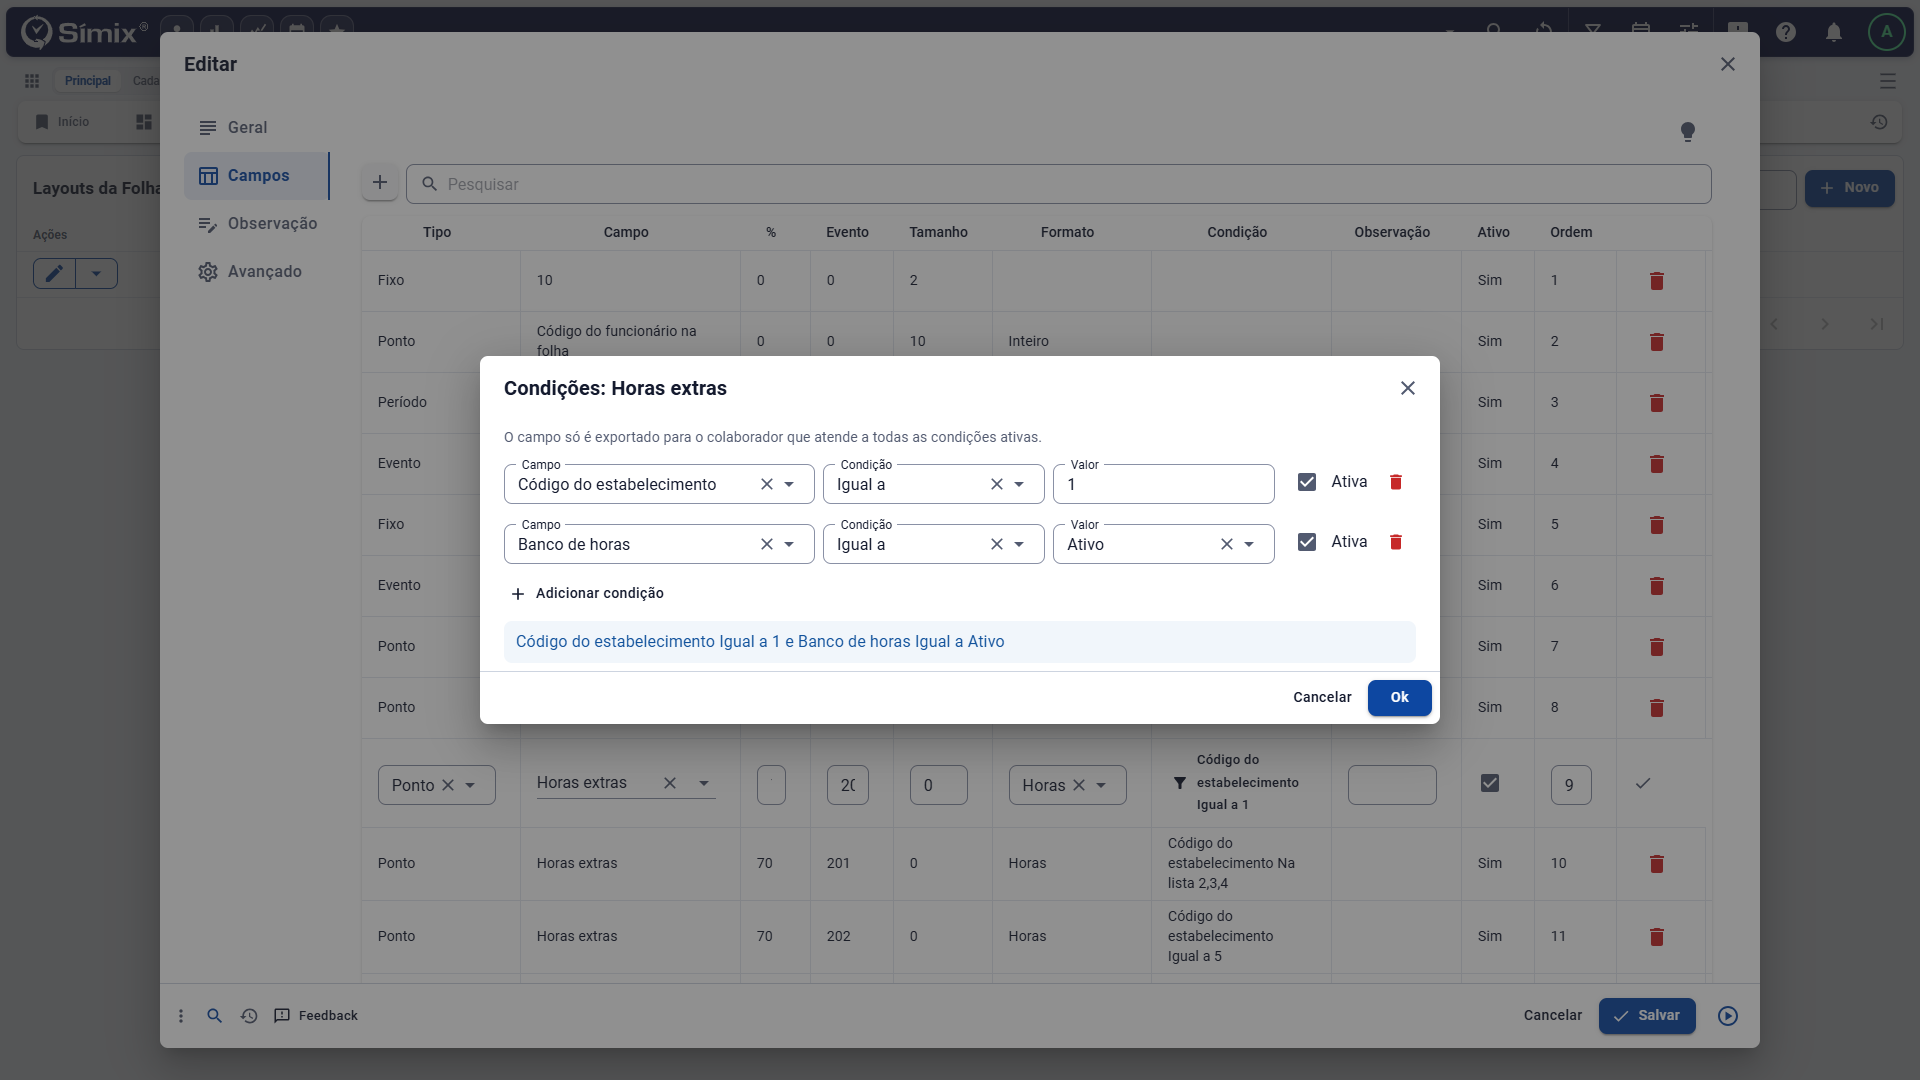 Símix®
A
Editar
Principal
Cada
Início
Geral
Campos
Observação
Avançado
Layouts da Folha
Novo
Ações
Pesquisar
Tipo Campo % Evento Tamanho Formato Condição Observação Ativo Ordem
Fixo 10 0 0 2 Sim 1
Ponto Código do funcionário na folha 0 0 10 Inteiro Sim 2
Período Sim 3
Evento Sim 4
Fixo Sim 5
Evento Sim 6
Ponto Sim 7
Ponto Sim 8
Condições: Horas extras
O campo só é exportado para o colaborador que atende a todas as condições ativas.
Campo Condição Valor
Código do estabelecimento Igual a 1 Ativa
Campo Condição Valor
Banco de horas Igual a Ativo Ativa
Adicionar condição
Código do estabelecimento Igual a 1 e Banco de horas Igual a Ativo
Cancelar Ok
Ponto Horas extras 0 Horas Código do estabelecimento Igual a 1 9
Ponto Horas extras 70 201 0 Horas Código do estabelecimento Na lista 2,3,4 Sim 10
Ponto Horas extras 70 202 0 Horas Código do estabelecimento Igual a 5 Sim 11
Feedback
Cancelar Salvar